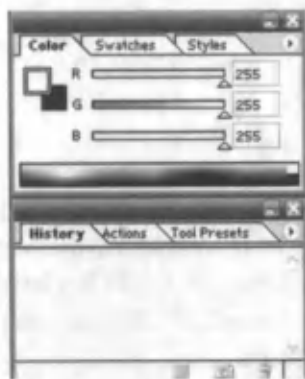 Color Swatches Styles
R 255
G 255
B 255
History Actions Tool Presets